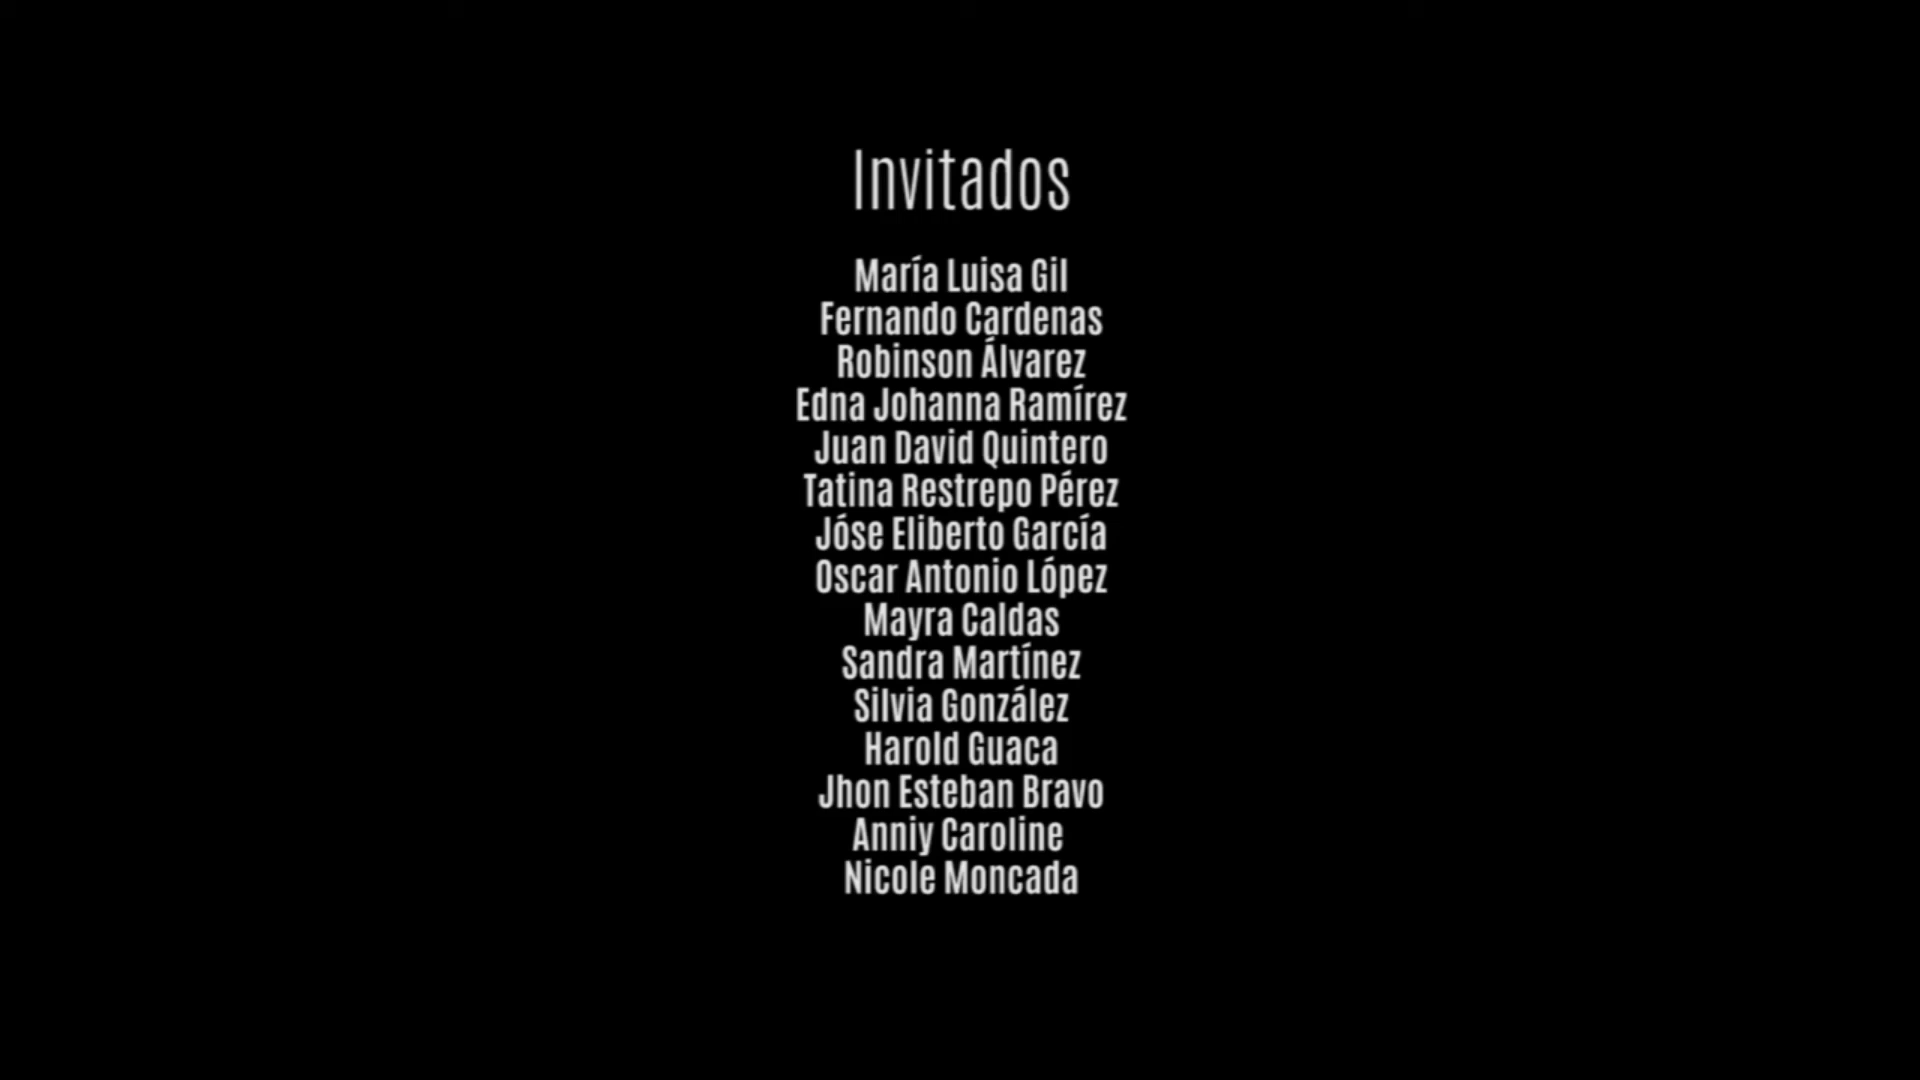 Invitados
María Luisa Gil
Fernando Cardenas
Robinson Álvarez
Edna Johanna Ramírez
Juan David Quintero
Tatina Restrepo Pérez
Jóse Eliberto García
Oscar Antonio López
Mayra Caldas
Sandra Martínez
Silvia González
Harold Guaca
Jhon Esteban Bravo
Anniy Caroline
Nicole Moncada